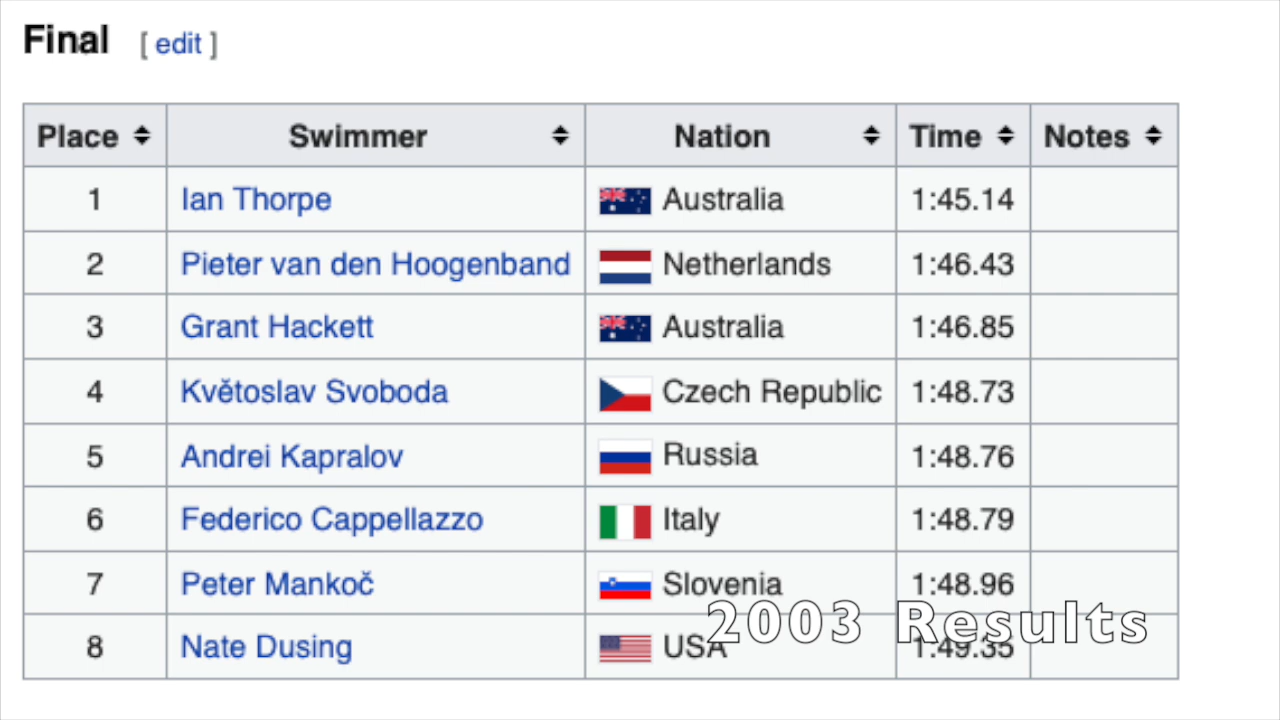 Final [ edit ]
Place Swimmer Nation Time Notes
1 Ian Thorpe Australia 1:45.14
2 Pieter van den Hoogenband Netherlands 1:46.43
3 Grant Hackett Australia 1:46.85
4 Květoslav Svoboda Czech Republic 1:48.73
5 Andrei Kapralov Russia 1:48.76
6 Federico Cappellazzo Italy 1:48.79
7 Peter Mankoč Slovenia 1:48.96
2003 Results
8 Nate Dusing USA 1:49.35